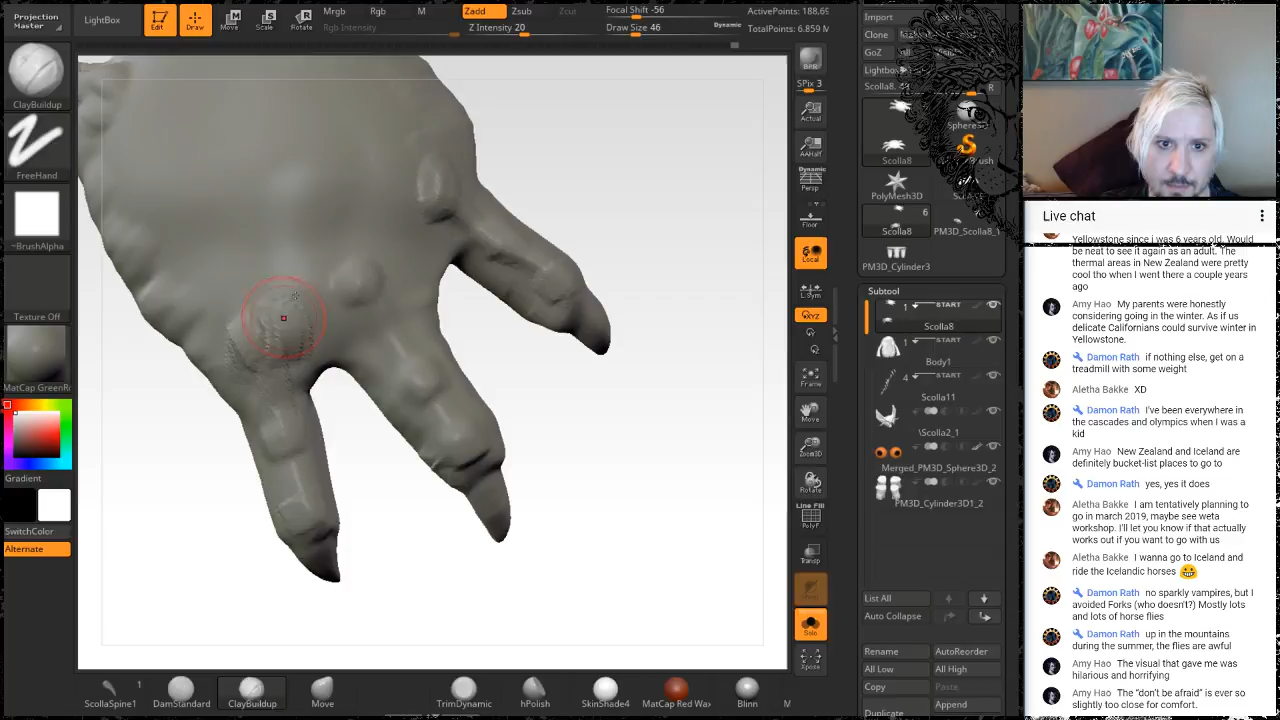 Projection
Master
LightBox
Edit
Draw
Move
Scale
Rotate
Mrgb
Rgb
M
Rgb Intensity
Zadd
Zsub
Zcut
Z Intensity 20
Focal Shift -56
Draw Size 46
Dynamic
ActivePoints: 188.69
TotalPoints: 6.859 M
ClayBuildup
FreeHand
~BrushAlpha
Texture Off
MatCap GreenRo
Gradient
SwitchColor
Alternate
BPR
SPix 3
Actual
AAHalf
Dynamic
Persp
Floor
Local
L.Sym
XYZ
Frame
Move
Zoom3D
Rotate
Line Fill
PolyF
Transp
Solo
Xpose
Import
Clone
GoZ
All
Lightbox
R
Scolla8
PolyMesh3D
6
Scolla8
PM3D_Scolla8_1
PM3D_Cylinder3
Subtool
1
START
Scolla8
1
START
Body1
4
START
Scolla11
\Scolla2_1
Merged_PM3D_Sphere3D_2
PM3D_Cylinder3D1_2
List All
Auto Collapse
Rename
AutoReorder
All Low
All High
Copy
Paste
Duplicate
Append
ScollaSpine1
1
DamStandard
ClayBuildup
Move
TrimDynamic
hPolish
SkinShade4
MatCap Red Wax
Blinn
M
Live chat
Yellowstone since i was 6 years old. Would
be neat to see it again as an adult. The
thermal areas in New Zealand were pretty
cool tho when I went there a couple years
ago
Amy Hao My parents were honestly
considering going in the winter. As if us
delicate Californians could survive winter in
Yellowstone.
Damon Rath if nothing else, get on a
treadmill with some weight
Aletha Bakke XD
Damon Rath I've been everywhere in
the cascades and olympics when I was a
kid
Amy Hao New Zealand and Iceland are
definitely bucket-list places to go to
Damon Rath yes, yes it does
Aletha Bakke I am tentatively planning to
go in march 2019, maybe see weta
workshop. I'll let you know if that actually
works out if you want to go with us
Aletha Bakke I wanna go to Iceland and
ride the Icelandic horses
Damon Rath no sparkly vampires, but I
avoided Forks (who doesn't?) Mostly lots
and lots of horse flies
Damon Rath up in the mountains
during the summer, the flies are awful
Amy Hao The visual that gave me was
hilarious and horrifying
Amy Hao The "don't be afraid" is ever so
slightly too close for comfort.